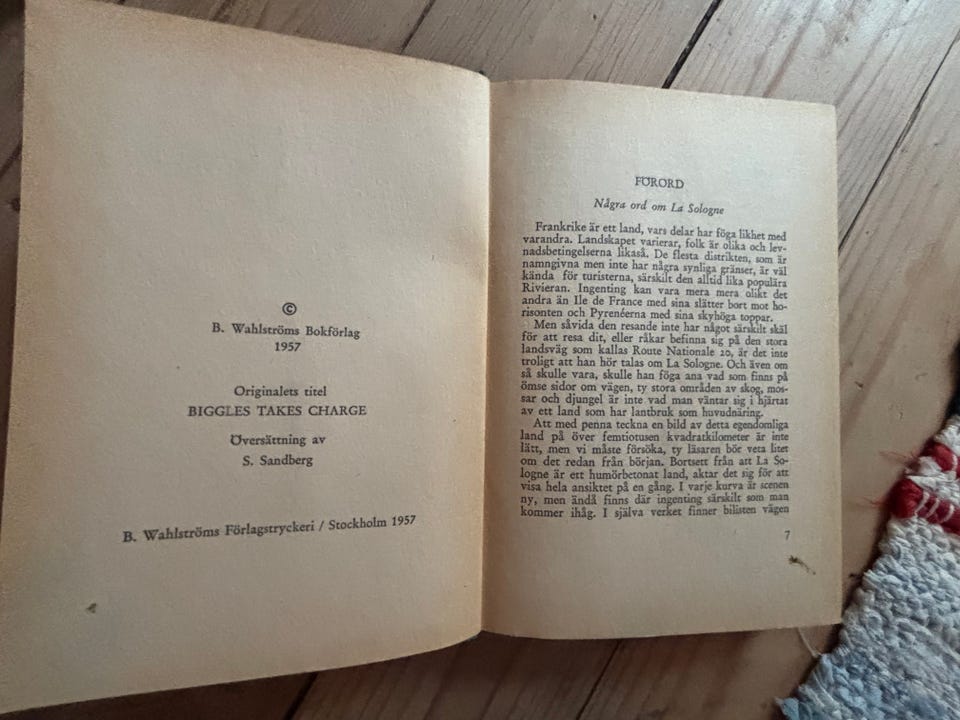 ©
B. Wahlströms Bokförlag
1957
Originalets titel
BIGGLES TAKES CHARGE
Översättning av
S. Sandberg
B. Wahlströms Förlagstryckeri / Stockholm 1957
FÖRORD
Några ord om La Sologne
Frankrike är ett land, vars delar har föga likhet med
varandra. Landskapet varierar, folk är olika och lev-
nadsbetingelserna likaså. De flesta distrikten, som är
namngivna men inte har några synliga gränser, är väl
kända för turisterna, särskilt den alltid lika populära
Rivieran. Ingenting kan vara mera mera olikt det
andra än Ile de France med sina slätter bort mot ho-
risonten och Pyrenéerna med sina skyhöga toppar.
Men såvida den resande inte har något särskilt skäl
för att resa dit, eller råkar befinna sig på den stora
landsväg som kallas Route Nationale 20, är det inte
troligt att han hör talas om La Sologne. Och även om
så skulle vara, skulle han föga ana vad som finns på
ömse sidor om vägen, ty stora områden av skog, mos-
sar och djungel är inte vad man väntar sig i hjärtat
av ett land som har lantbruk som huvudnäring.
Att med penna teckna en bild av detta egendomliga
land på över femtiotusen kvadratkilometer är inte
lätt, men vi måste försöka, ty läsaren bör veta litet
om det redan från början. Bortsett från att La So-
logne är ett humörbetonat land, aktar det sig för att
visa hela ansiktet på en gång. I varje kurva är scenen
ny, men ändå finns där ingenting särskilt som man
kommer ihåg. I själva verket finner bilisten vägen
7